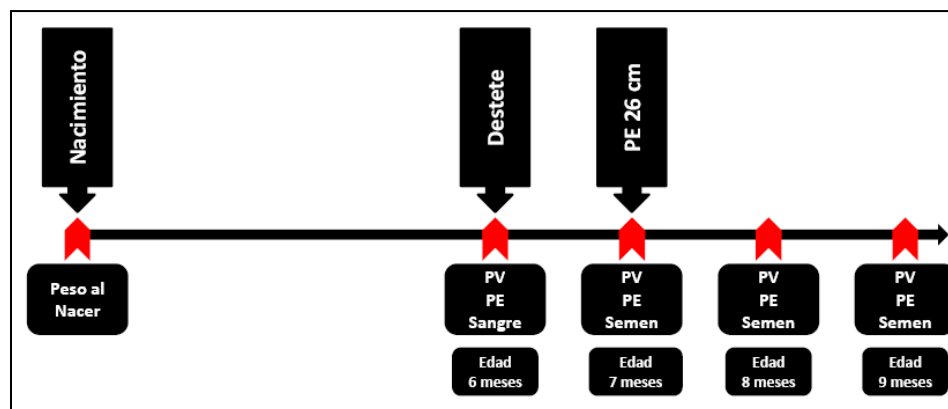 Nacimiento
Destete
PE 26 cm
Peso al
Nacer
PV
PE
Sangre
PV
PE
Semen
PV
PE
Semen
PV
PE
Semen
Edad
6 meses
Edad
7 meses
Edad
8 meses
Edad
9 meses